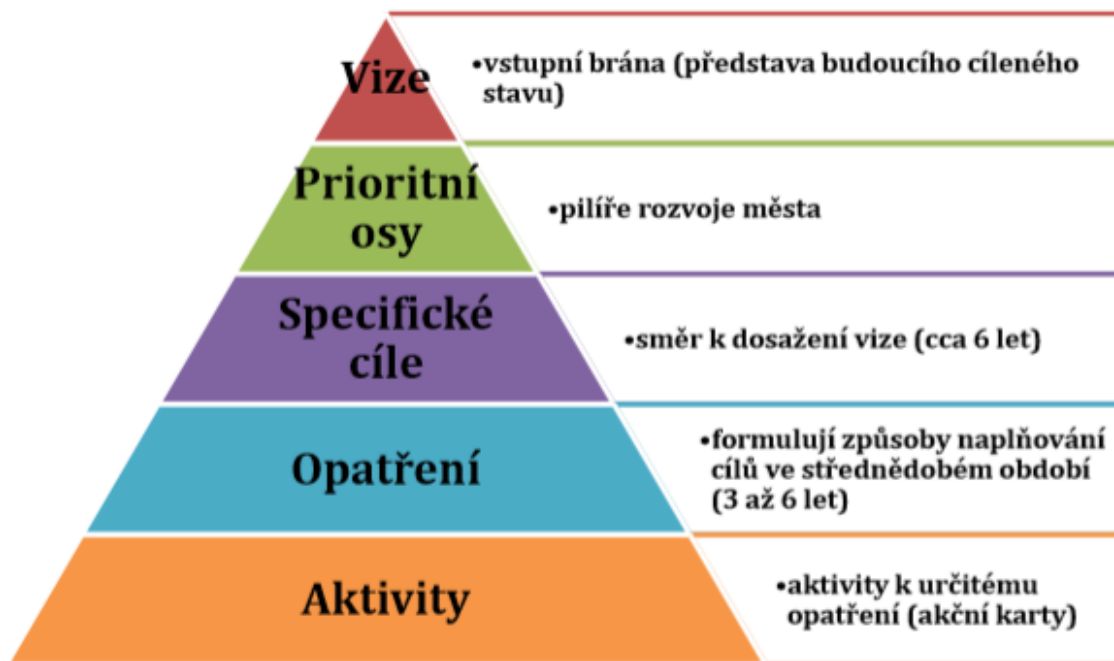 Vize
•vstupní brána (představa budoucího cíleného
stavu)
Prioritní
osy
•pilíře rozvoje města
Specifické
cíle
•směr k dosažení vize (cca 6 let)
Opatření
•formulují způsoby naplňování
cílů ve střednědobém období
(3 až 6 let)
Aktivity
•aktivity k určitému
opatření (akční karty)